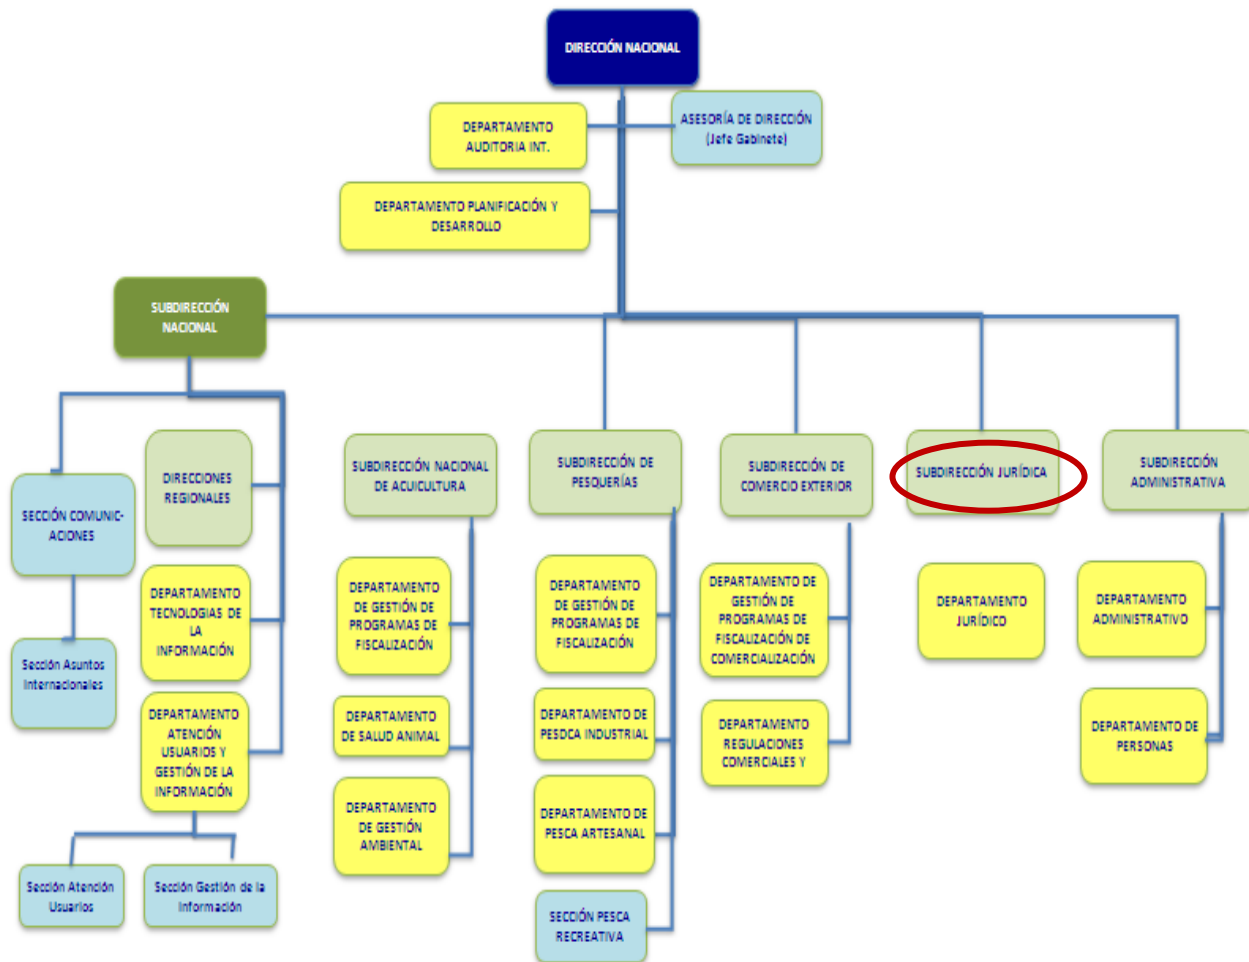 DIRECCIÓN NACIONAL
DEPARTAMENTO
AUDITORIA INT.
ASESORÍA DE DIRECCIÓN
(Jefe Gabinete)
DEPARTAMENTO PLANIFICACIÓN Y
DESARROLLO
SUBDIRECCIÓN
NACIONAL
SECCIÓN COMUNIC-
ACIONES
Sección Asuntos
Internacionales
DIRECCIONES
REGIONALES
DEPARTAMENTO
TECNOLOGIAS DE
LA
INFORMACIÓN
DEPARTAMENTO
ATENCIÓN
USUARIOS Y
GESTIÓN DE LA
INFORMACIÓN
Sección Atención
Usuarios
Sección Gestión de la
Información
SUBDIRECCIÓN NACIONAL
DE ACUICULTURA
DEPARTAMENTO
DE GESTIÓN DE
PROGRAMAS DE
FISCALIZACIÓN
DEPARTAMENTO
DE SALUD ANIMAL
DEPARTAMENTO
DE GESTIÓN
AMBIENTAL
SUBDIRECCIÓN DE
PESQUERÍAS
DEPARTAMENTO
DE GESTIÓN DE
PROGRAMAS DE
FISCALIZACIÓN
DEPARTAMENTO DE
PESDCA INDUSTRIAL
DEPARTAMENTO DE
PESCA ARTESANAL
SECCIÓN PESCA
RECREATIVA
SUBDIRECCIÓN DE
COMERCIO EXTERIOR
DEPARTAMENTO DE
GESTIÓN DE
PROGRAMAS DE
FISCALIZACIÓN DE
COMERCIALIZACIÓN
DEPARTAMENTO
REGULACIONES
COMERCIALES Y
SUBDIRECCIÓN JURÍDICA
DEPARTAMENTO
JURÍDICO
SUBDIRECCIÓN
ADMINISTRATIVA
DEPARTAMENTO
ADMINISTRATIVO
DEPARTAMENTO DE
PERSONAS